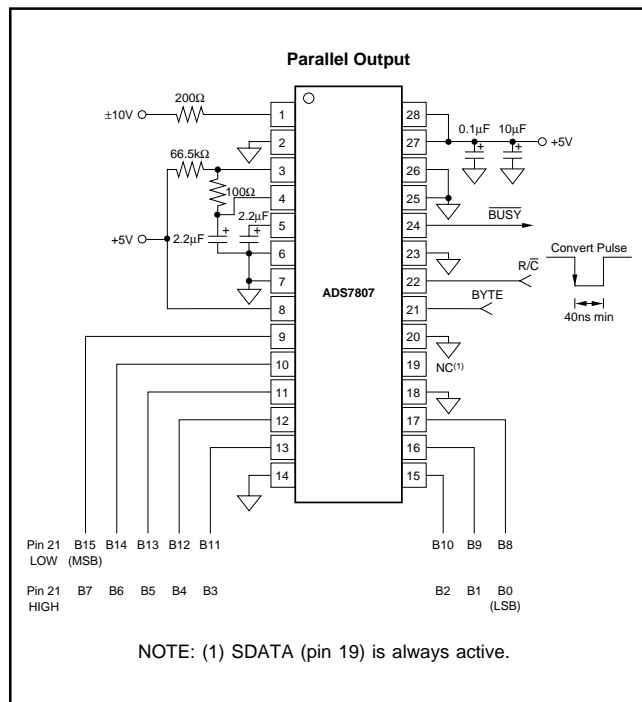 Parallel Output
200Ω
±10V
66.5kΩ
100Ω
2.2µF
2.2µF
+5V
1
2
3
4
5
6
7
8
9
10
11
12
13
14
ADS7807
28
27
26
25
24
23
22
21
20
19
18
17
16
15
0.1µF
10µF
+5V
+
+
+
+
BUSY
R/C
BYTE
NC(1)
Convert Pulse
40ns min
Pin 21 LOW B15 (MSB) B14 B13 B12 B11 B10 B9 B8
Pin 21 HIGH B7 B6 B5 B4 B3 B2 B1 B0 (LSB)
NOTE: (1) SDATA (pin 19) is always active.